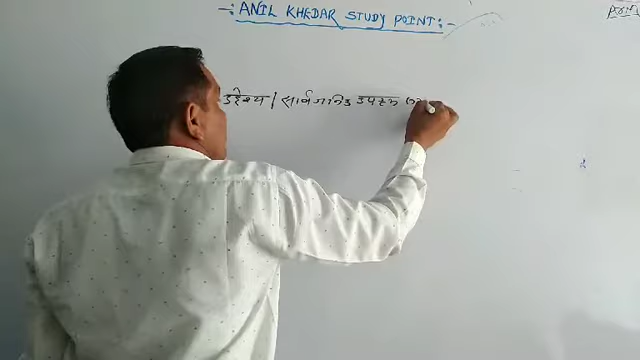 -: ANIL KHEDAR STUDY POINT :-
उद्देश्य / सार्वजनिक उपक्रम